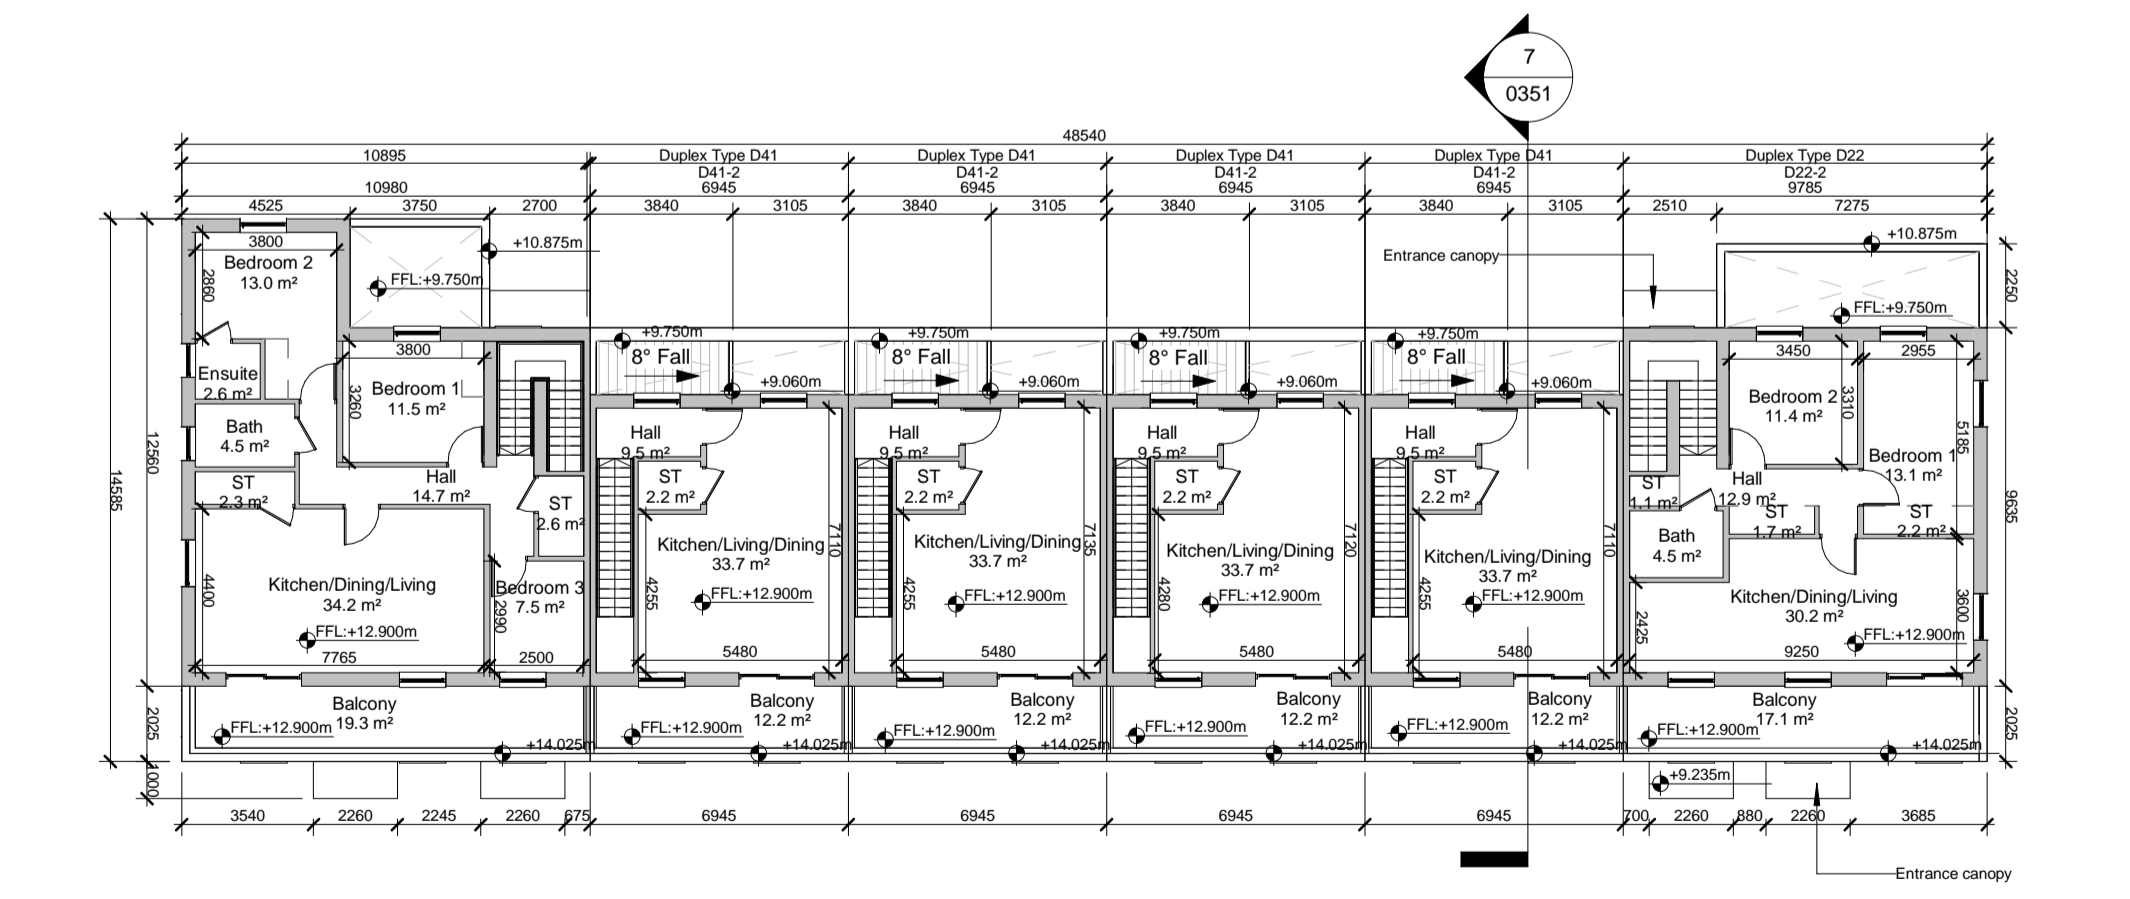 7
0351
48540
10895
Duplex Type D41
Duplex Type D41
Duplex Type D41
Duplex Type D41
Duplex Type D22
D41-2
D41-2
D41-2
D41-2
D22-2
10980
6945
6945
6945
6945
9785
4525
3750
2700
3840
3105
3840
3105
3840
3105
3840
3105
2510
7275
3800
+10.875m
Entrance canopy
+10.875m
Bedroom 2
13.0 m²
2860
FFL:+9.750m
2250
FFL:+9.750m
+9.750m
+9.750m
+9.750m
+9.750m
8° Fall
8° Fall
8° Fall
8° Fall
+9.060m
+9.060m
+9.060m
+9.060m
3800
3450
2955
Ensuite
2.6 m²
Bedroom 1
11.5 m²
3260
Bedroom 2
11.4 m²
3310
Bath
4.5 m²
12560
14585
Hall
9.5 m²
Hall
9.5 m²
Hall
9.5 m²
Hall
9.5 m²
5185
Bedroom 1
13.1 m²
ST
2.3 m²
Hall
14.7 m²
ST
2.6 m²
ST
2.2 m²
ST
2.2 m²
ST
2.2 m²
ST
2.2 m²
ST
1.1 m²
Hall
12.9 m²
ST
1.7 m²
ST
2.2 m²
9635
Bath
4.5 m²
7110
7135
7120
7110
Kitchen/Dining/Living
34.2 m²
4400
FFL:+12.900m
Bedroom 3
7.5 m²
2990
Kitchen/Living/Dining
33.7 m²
4255
FFL:+12.900m
Kitchen/Living/Dining
33.7 m²
4255
FFL:+12.900m
Kitchen/Living/Dining
33.7 m²
4280
FFL:+12.900m
Kitchen/Living/Dining
33.7 m²
4255
FFL:+12.900m
Kitchen/Dining/Living
30.2 m²
2425
3600
FFL:+12.900m
7765
2500
5480
5480
5480
5480
9250
Balcony
19.3 m²
FFL:+12.900m
+14.025m
Balcony
12.2 m²
FFL:+12.900m
+14.025m
Balcony
12.2 m²
FFL:+12.900m
+14.025m
Balcony
12.2 m²
FFL:+12.900m
+14.025m
Balcony
12.2 m²
FFL:+12.900m
+14.025m
Balcony
17.1 m²
FFL:+12.900m
+14.025m
2025
2025
1000
+9.235m
3540
2260
2245
2260
675
6945
6945
6945
6945
700
2260
880
2260
3685
Entrance canopy